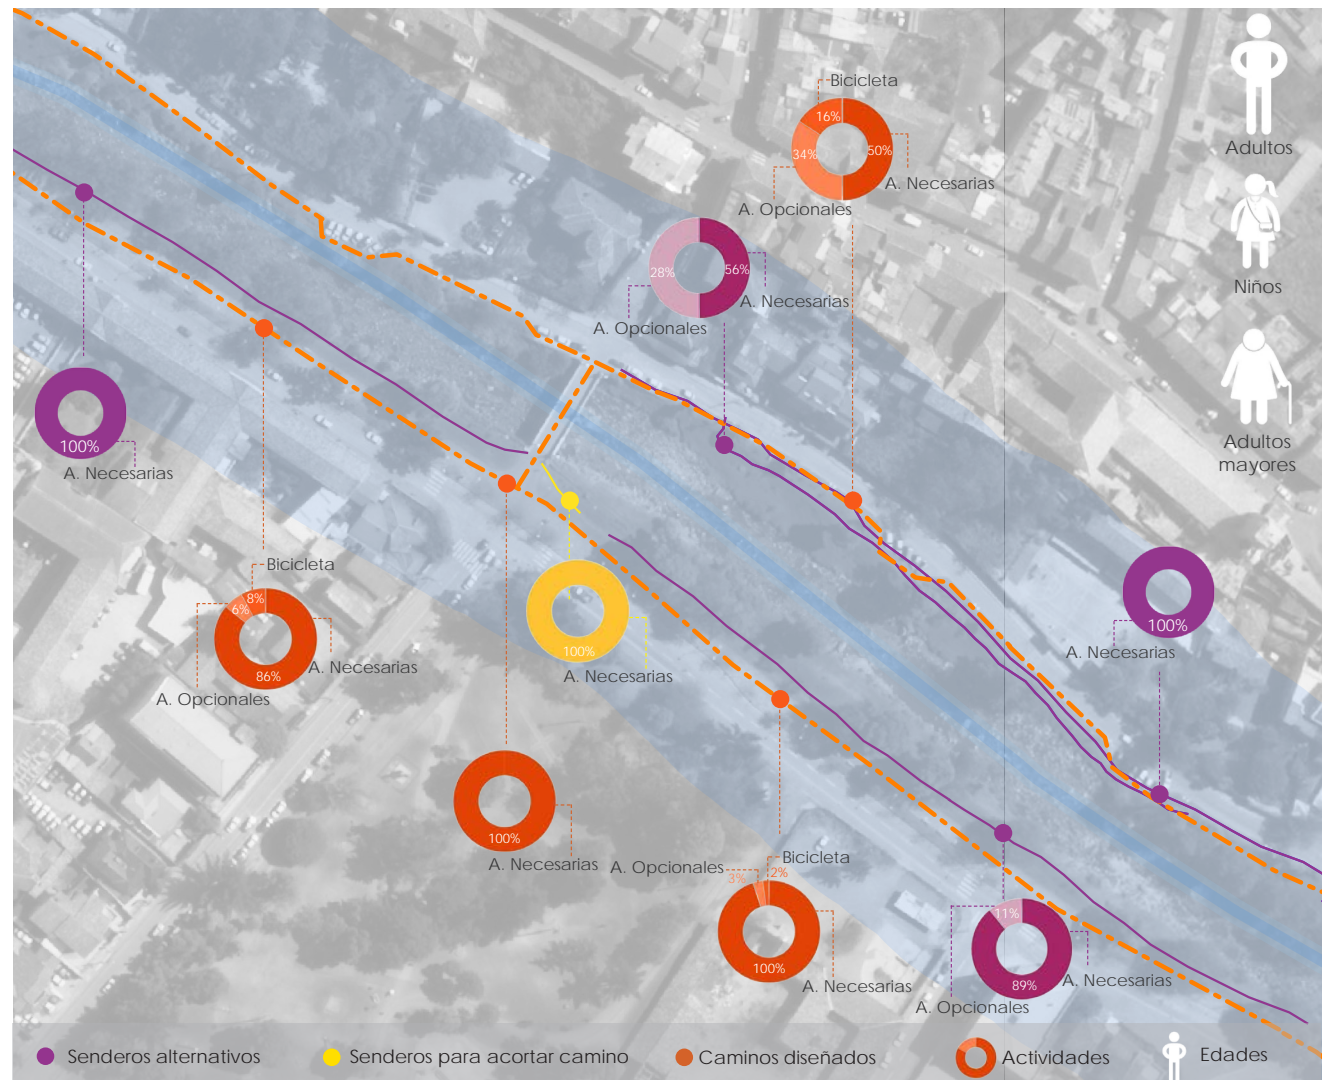 Bicicleta
16%
34%
50%
A. Necesarias
A. Opcionales
Adultos
28%
56%
A. Necesarias
A. Opcionales
Niños
100%
A. Necesarias
Adultos
mayores
Bicicleta
8%
6%
86%
A. Necesarias
A. Opcionales
100%
A. Necesarias
100%
A. Necesarias
100%
A. Necesarias
A. Opcionales
Bicicleta
3%
2%
100%
A. Necesarias
11%
89%
A. Necesarias
A. Opcionales
Senderos alternativos
Senderos para acortar camino
Caminos diseñados
Actividades
Edades